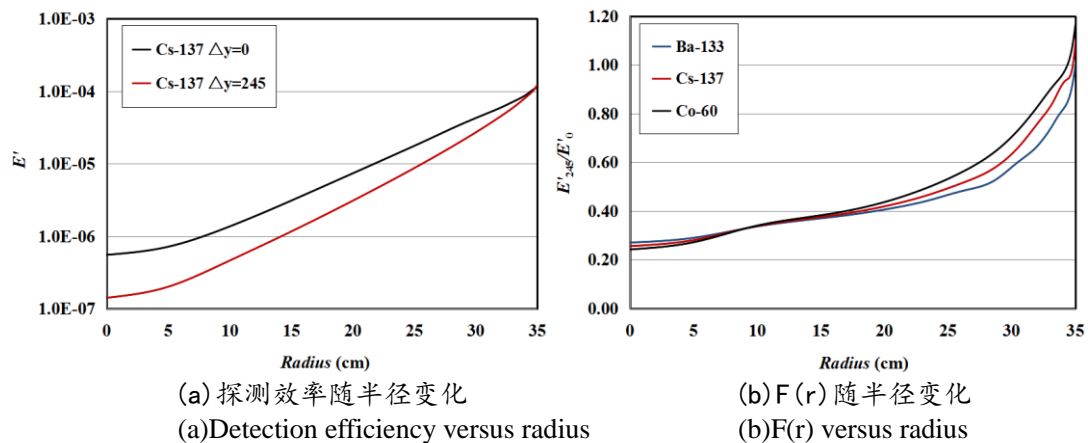 1.0E-03
1.0E-04
1.0E-05
1.0E-06
1.0E-07
E'
Cs-137 △y=0
Cs-137 △y=245
0 5 10 15 20 25 30 35
Radius (cm)
(a)探测效率随半径变化
(a)Detection efficiency versus radius
1.20
1.00
0.80
0.60
0.40
0.20
0.00
E'245/E'0
Ba-133
Cs-137
Co-60
0 5 10 15 20 25 30 35
Radius (cm)
(b)F(r)随半径变化
(b)F(r) versus radius